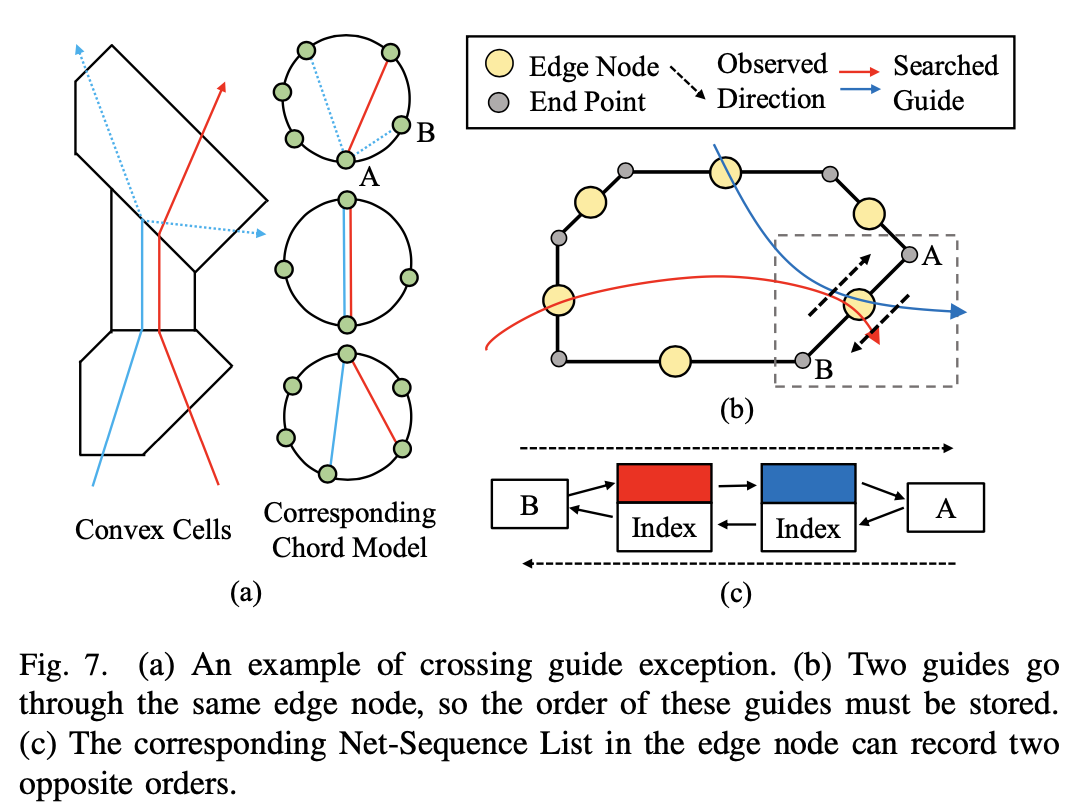 B
A
Convex Cells
Corresponding
Chord Model
(a)
Edge Node
End Point
Observed
Direction
Searched
Guide
A
B
(b)
B
Index
Index
A
(c)
Fig. 7. (a) An example of crossing guide exception. (b) Two guides go
through the same edge node, so the order of these guides must be stored.
(c) The corresponding Net-Sequence List in the edge node can record two
opposite orders.